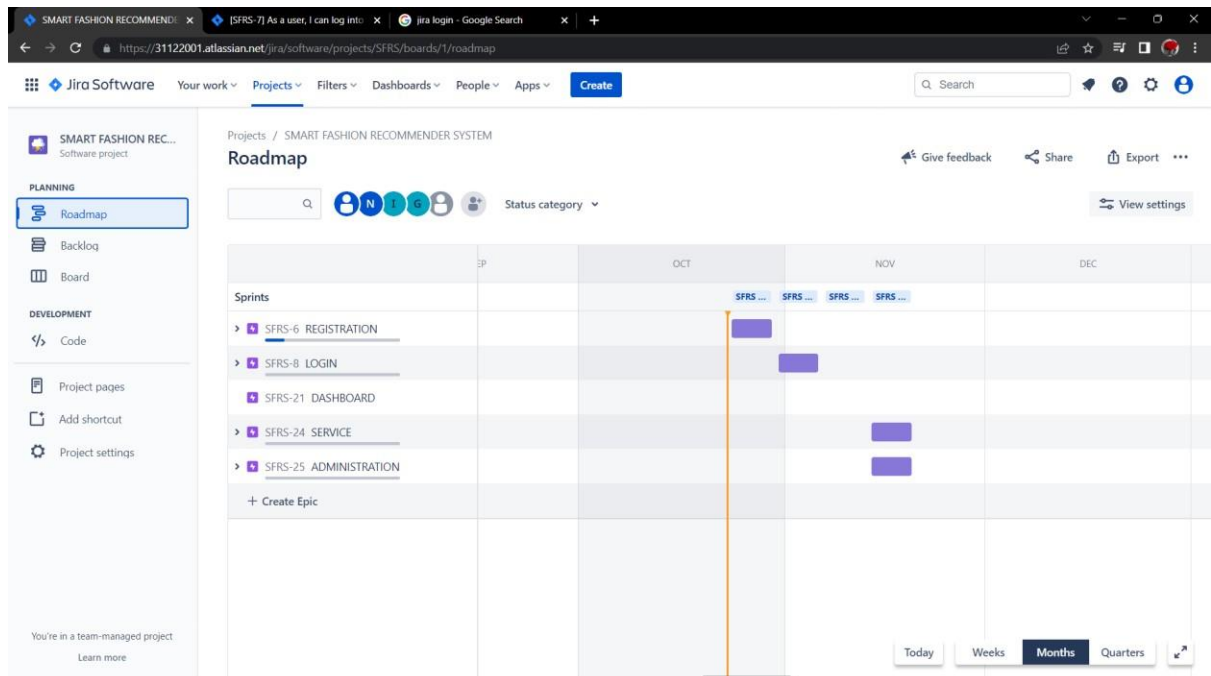 SMART FASHION RECOMMENDE
[SFRS-7] As a user, I can log into
jira login - Google Search
https://31122001.atlassian.net/jira/software/projects/SFRS/boards/1/roadmap
Jira Software Your work Projects Filters Dashboards People Apps Create Search
SMART FASHION REC...
Software project
PLANNING
Roadmap
Backlog
Board
DEVELOPMENT
Code
Project pages
Add shortcut
Project settings
You're in a team-managed project
Learn more
Projects / SMART FASHION RECOMMENDER SYSTEM
Roadmap
Give feedback Share Export
N I G Status category View settings
EP OCT NOV DEC
Sprints SFRS ... SFRS ... SFRS ... SFRS ...
SFRS-6 REGISTRATION
SFRS-8 LOGIN
SFRS-21 DASHBOARD
SFRS-24 SERVICE
SFRS-25 ADMINISTRATION
+ Create Epic
Today Weeks Months Quarters